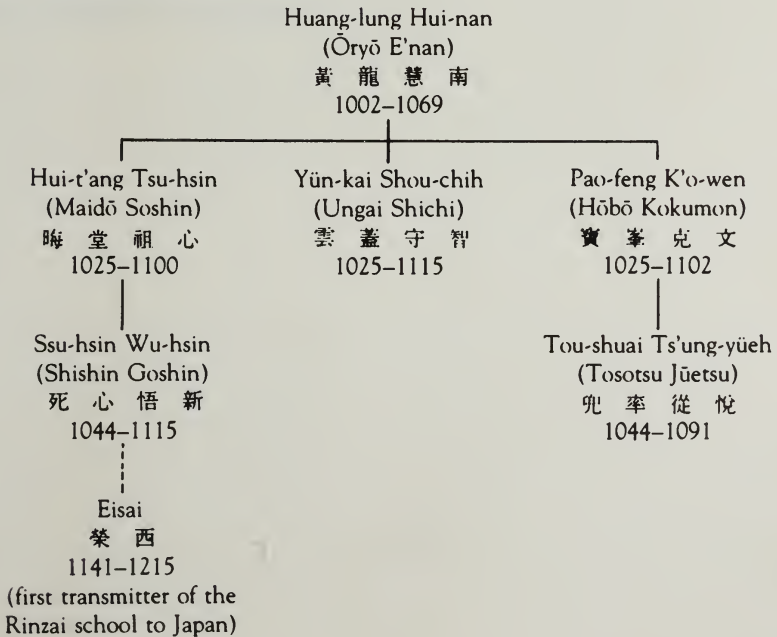 Huang-lung Hui-nan
(Ōryō E'nan)
黃 龍 慧 南
1002–1069
Hui-t'ang Tsu-hsin
(Maidō Soshin)
晦 堂 祖 心
1025–1100
Ssu-hsin Wu-hsin
(Shishin Goshin)
死 心 悟 新
1044–1115
Eisai
榮 西
1141–1215
(first transmitter of the
Rinzai school to Japan)
Yün-kai Shou-chih
(Ungai Shichi)
雲 蓋 守 智
1025–1115
Pao-feng K'o-wen
(Hōbō Kokumon)
寶 峯 克 文
1025–1102
Tou-shuai Ts'ung-yüeh
(Tosotsu Jūetsu)
兜 率 從 悅
1044–1091